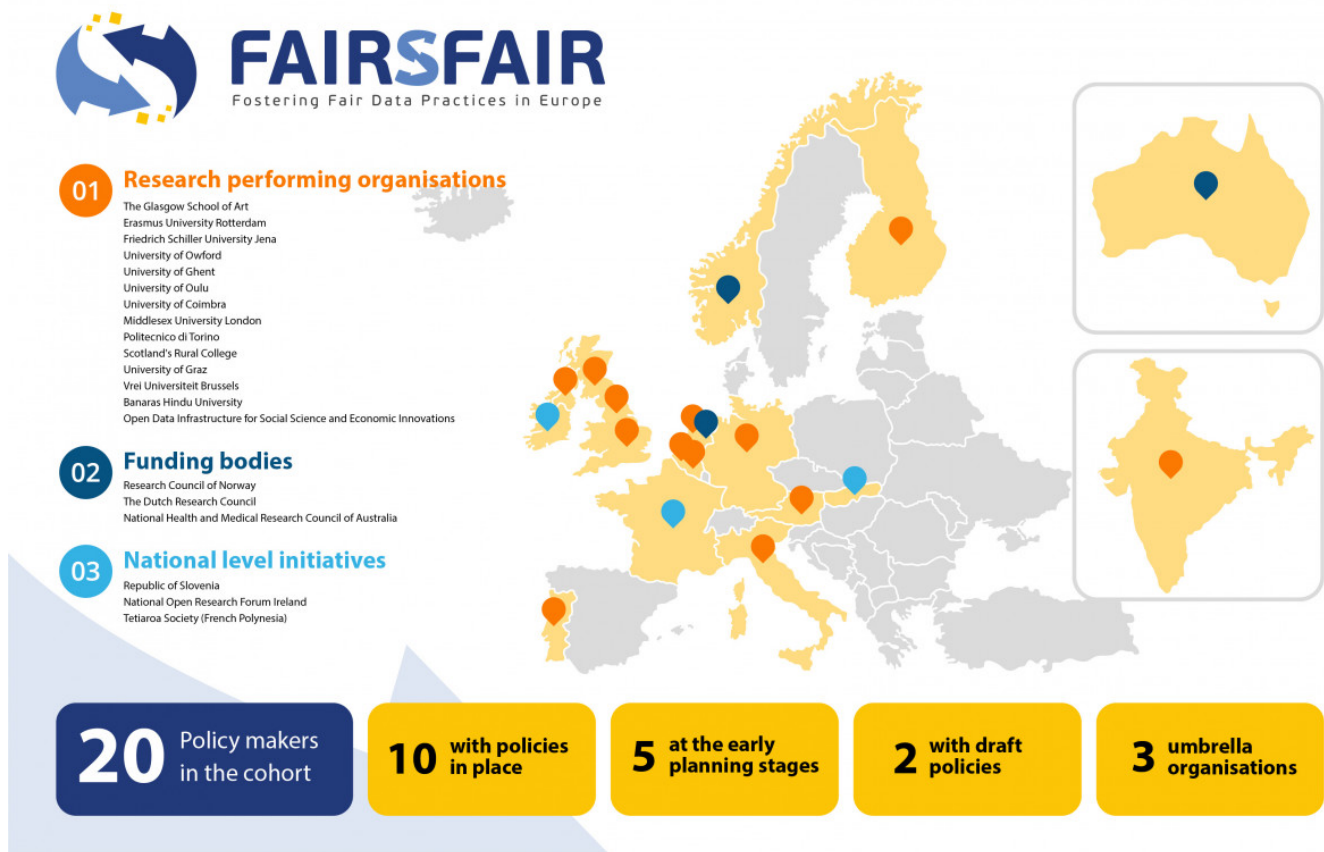 FAIRSFAIR
Fostering Fair Data Practices in Europe
01
Research performing organisations
The Glasgow School of Art
Erasmus University Rotterdam
Friedrich Schiller University Jena
University of Owford
University of Ghent
University of Oulu
University of Coimbra
Middlesex University London
Politecnico di Torino
Scotland's Rural College
University of Graz
Vrei Universiteit Brussels
Banaras Hindu University
Open Data Infrastructure for Social Science and Economic Innovations
02
Funding bodies
Research Council of Norway
The Dutch Research Council
National Health and Medical Research Council of Australia
03
National level initiatives
Republic of Slovenia
National Open Research Forum Ireland
Tetiaroa Society (French Polynesia)
20
Policy makers
in the cohort
10
with policies
in place
5
at the early
planning stages
2
with draft
policies
3
umbrella
organisations